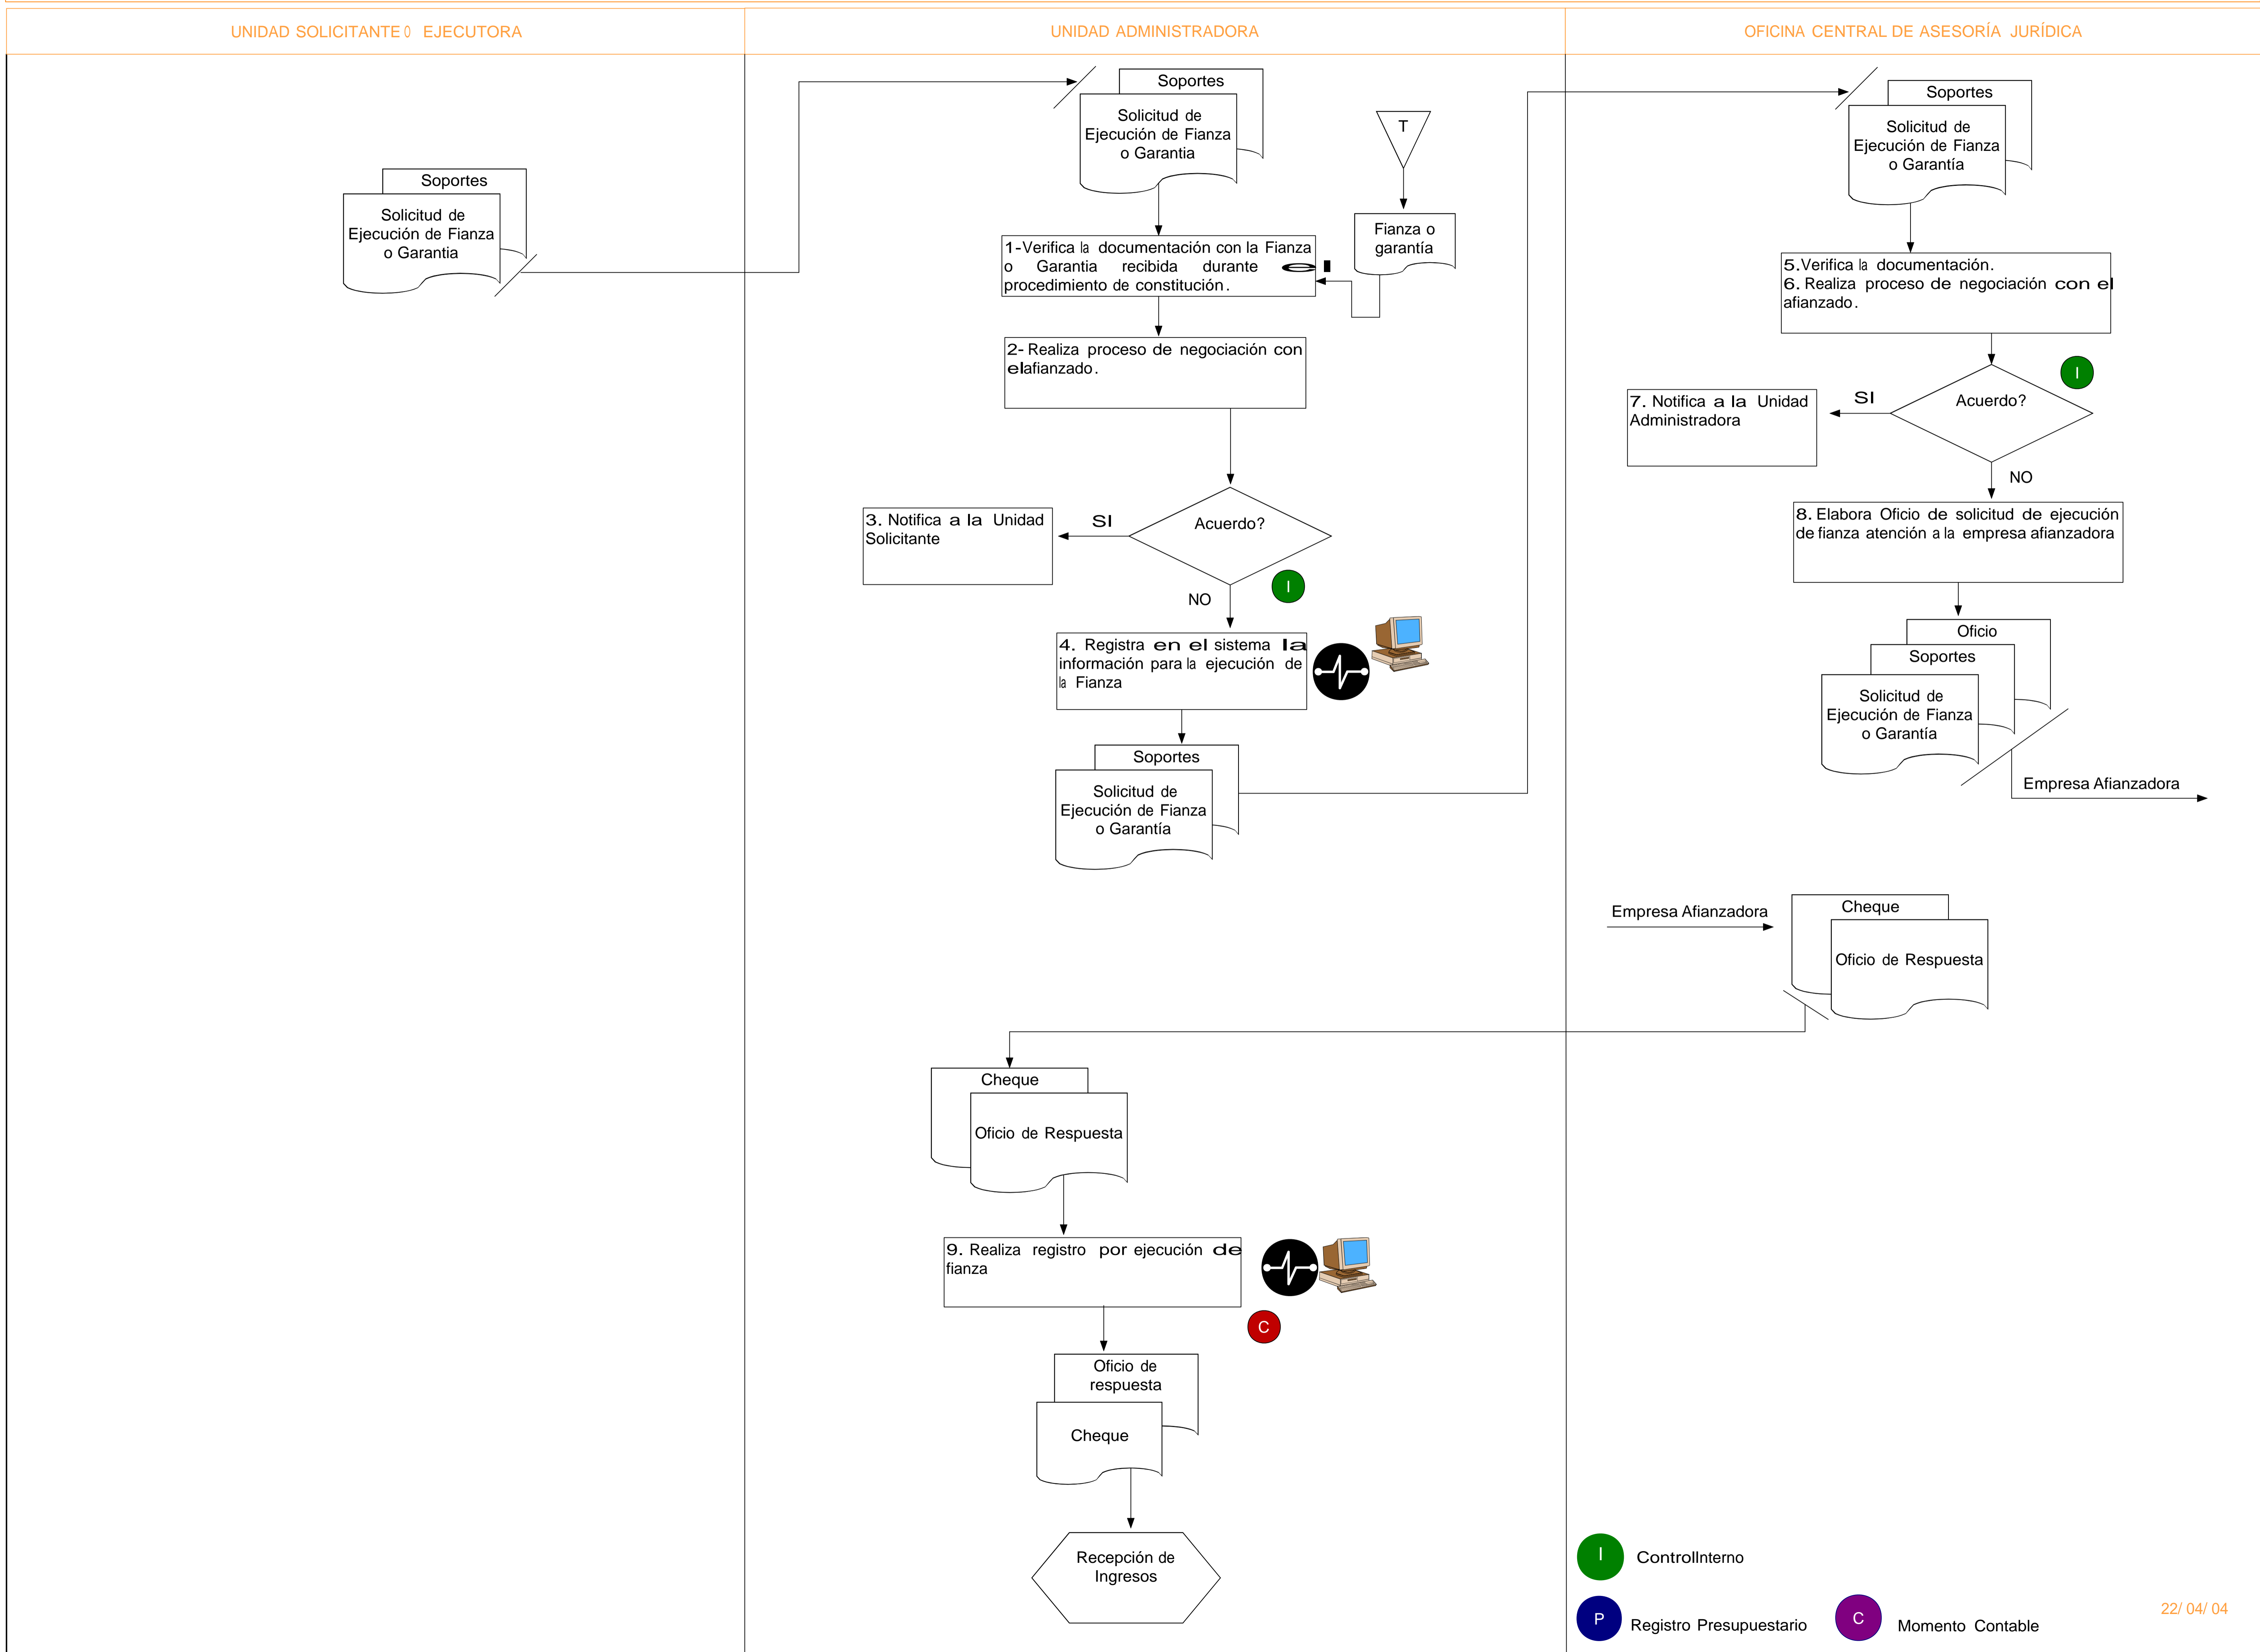 UNIDAD SOLICITANTE 0 EJECUTORA
UNIDAD ADMINISTRADORA
OFICINA CENTRAL DE ASESORÍA JURÍDICA
Soportes
Solicitud de
Ejecución de Fianza
o Garantia
Soportes
Solicitud de
Ejecución de Fianza
o Garantia
T
Fianza o
garantía
1-Verifica la documentación con la Fianza
o Garantia recibida durante el
procedimiento de constitución.
2- Realiza proceso de negociación con
elafianzado.
Acuerdo?
SI
3. Notifica a la Unidad
Solicitante
I
NO
4. Registra en el sistema la
información para la ejecución de
la Fianza
Soportes
Solicitud de
Ejecución de Fianza
o Garantía
Soportes
Solicitud de
Ejecución de Fianza
o Garantía
5.Verifica la documentación.
6. Realiza proceso de negociación con el
afianzado.
I
Acuerdo?
SI
7. Notifica a la Unidad
Administradora
NO
8. Elabora Oficio de solicitud de ejecución
de fianza atención a la empresa afianzadora
Oficio
Soportes
Solicitud de
Ejecución de Fianza
o Garantía
Empresa Afianzadora
Empresa Afianzadora
Cheque
Oficio de Respuesta
Cheque
Oficio de Respuesta
9. Realiza registro por ejecución de
fianza
C
Oficio de
respuesta
Cheque
Recepción de
Ingresos
I
ControlInterno
P
Registro Presupuestario
C
Momento Contable
22/ 04/ 04